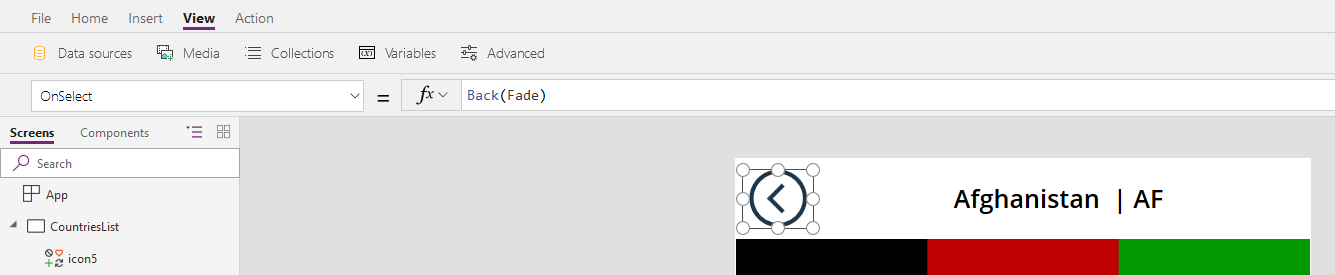 File Home Insert View Action
Data sources Media Collections (x) Variables Advanced
OnSelect = fx Back(Fade)
Screens Components
Search
App
Afghanistan | AF
CountriesList
icon5